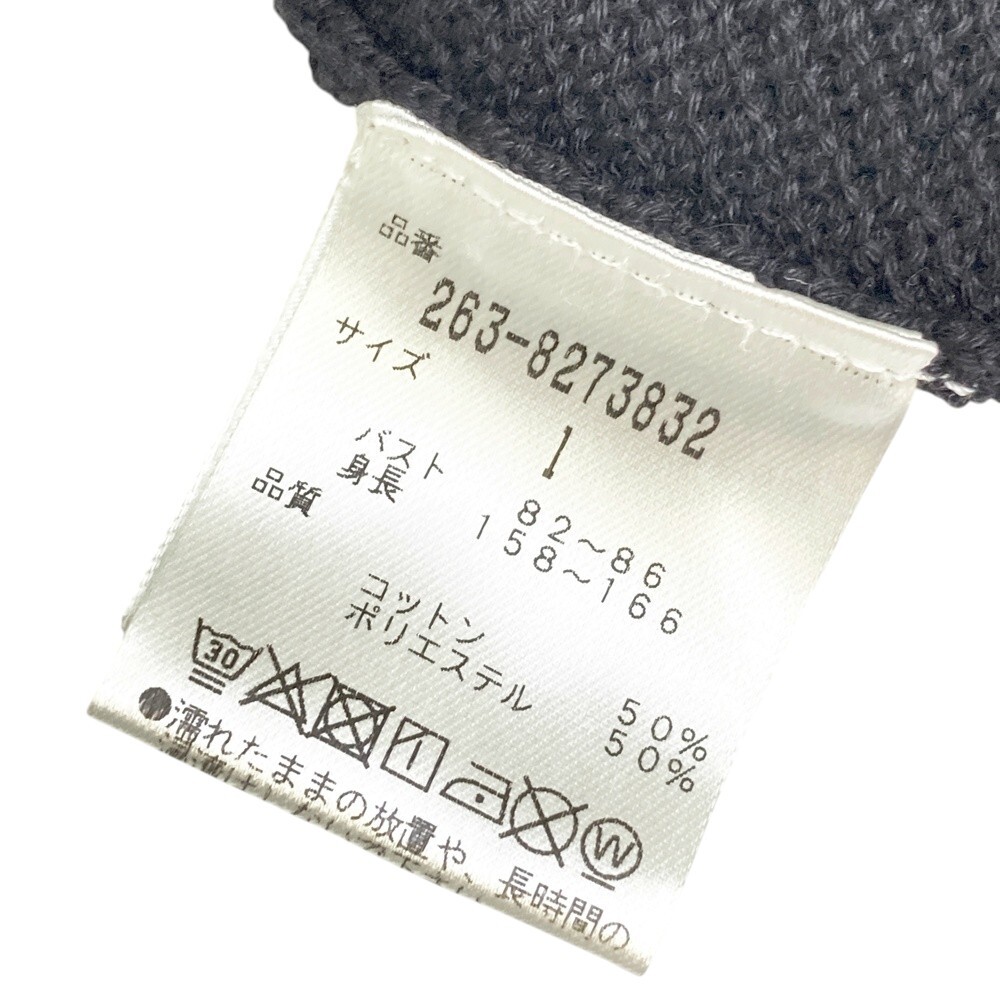 品番
263-8273832
サイズ 1
バスト 82～86
身長 158～166
品質
コットン 50%
ポリエステル 50%
30
W
●濡れたままの放置や、長時間の